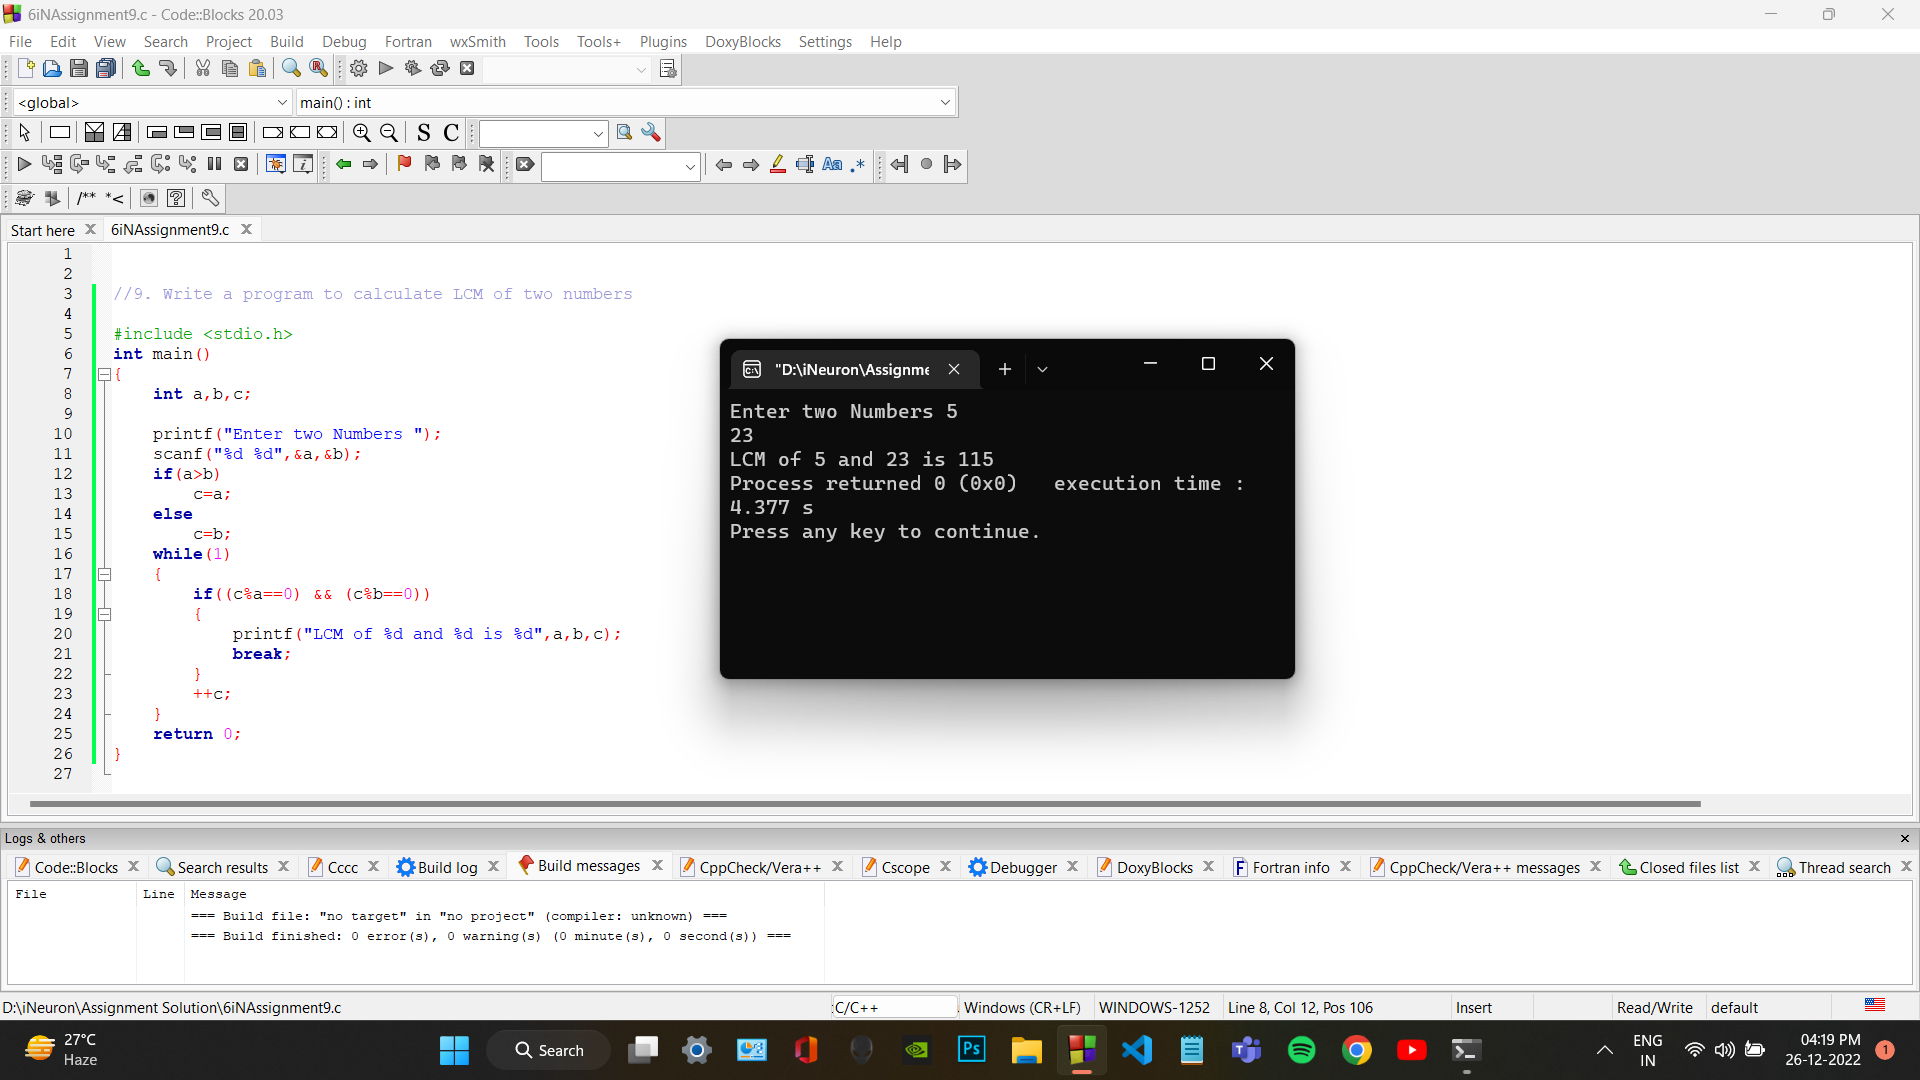 6iNAssignment9.c - Code::Blocks 20.03
File Edit View Search Project Build Debug Fortran wxSmith Tools Tools+ Plugins DoxyBlocks Settings Help
<global> main() : int
S C
Aa .*
/** *<
Start here 6iNAssignment9.c
1
2
3 //9. Write a program to calculate LCM of two numbers
4
5 #include <stdio.h>
6 int main()
7 {
8 int a,b,c;
9
10 printf("Enter two Numbers ");
11 scanf("%d %d",&a,&b);
12 if(a>b)
13 c=a;
14 else
15 c=b;
16 while(1)
17 {
18 if((c%a==0) && (c%b==0))
19 {
20 printf("LCM of %d and %d is %d",a,b,c);
21 break;
22 }
23 ++c;
24 }
25 return 0;
26 }
27
"D:\iNeuron\Assignme
Enter two Numbers 5
23
LCM of 5 and 23 is 115
Process returned 0 (0x0) execution time :
4.377 s
Press any key to continue.
Logs & others
Code::Blocks Search results Cccc Build log Build messages CppCheck/Vera++ Cscope Debugger DoxyBlocks Fortran info CppCheck/Vera++ messages Closed files list Thread search
File Line Message
=== Build file: "no target" in "no project" (compiler: unknown) ===
=== Build finished: 0 error(s), 0 warning(s) (0 minute(s), 0 second(s)) ===
D:\iNeuron\Assignment Solution\6iNAssignment9.c C/C++ Windows (CR+LF) WINDOWS-1252 Line 8, Col 12, Pos 106 Insert Read/Write default
27°C
Haze
Search
Ps
ENG
IN
04:19 PM
26-12-2022
1